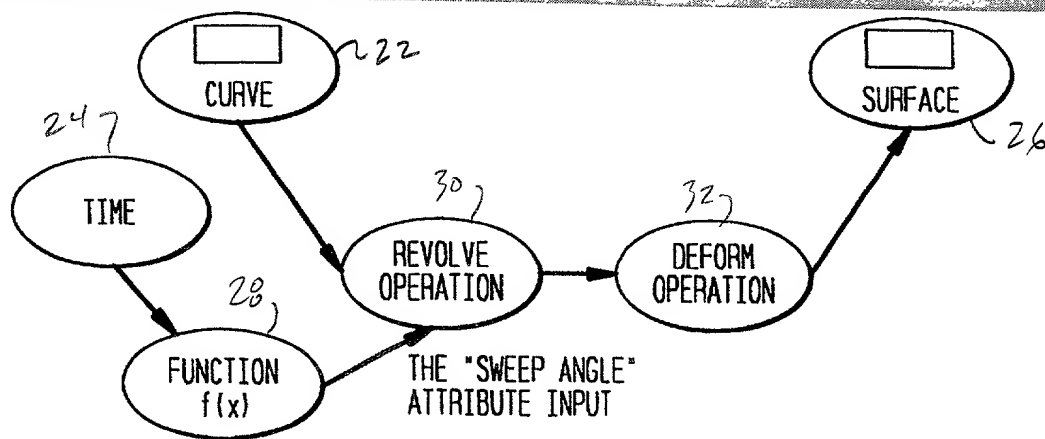 CURVE
22
SURFACE
26
24
TIME
30
REVOLVE
OPERATION
32
DEFORM
OPERATION
28
FUNCTION
f(x)
THE "SWEEP ANGLE"
ATTRIBUTE INPUT